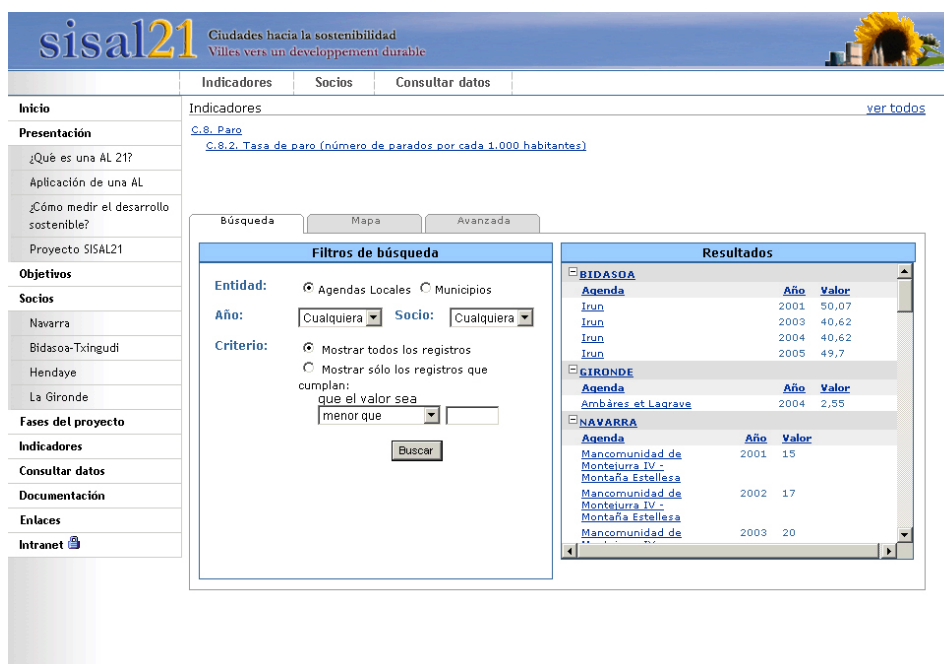 sisal21
Ciudades hacia la sostenibilidad
Villes vers un developpement durable
Indicadores
Socios
Consultar datos
Inicio
Presentación
¿Què es una AL 21?
Aplicación de una AL
¿Cómo medir el desarrollo
sostenible?
Proyecto SISAL21
Objetivos
Socios
Navarra
Bidasoa-Txingudi
Hendaye
La Gironde
Fases del proyecto
Indicadores
Consultar datos
Documentación
Enlaces
Intranet
Indicadores
ver todos
C.8. Paro
C.8.2. Tasa de paro (número de parados por cada 1.000 habitantes)
Búsqueda
Mapa
Avanzada
Filtros de búsqueda
Entidad: Agendas Locales Municipios
Año: Cualquiera Socio: Cualquiera
Criterio: Mostrar todos los registros
Mostrar sólo los registros que
cumplan:
que el valor sea
menor que
Buscar
Resultados
BIDASOA
Agenda Año Valor
Irun 2001 50,07
Irun 2003 40,62
Irun 2004 40,62
Irun 2005 49,7
GIRONDE
Agenda Año Valor
Ambàres et Lagrave 2004 2,55
NAVARRA
Agenda Año Valor
Mancomunidad de 2001 15
Montejurra IV -
Montaña Estellesa
Mancomunidad de 2002 17
Montejurra IV -
Montaña Estellesa
Mancomunidad de 2003 20